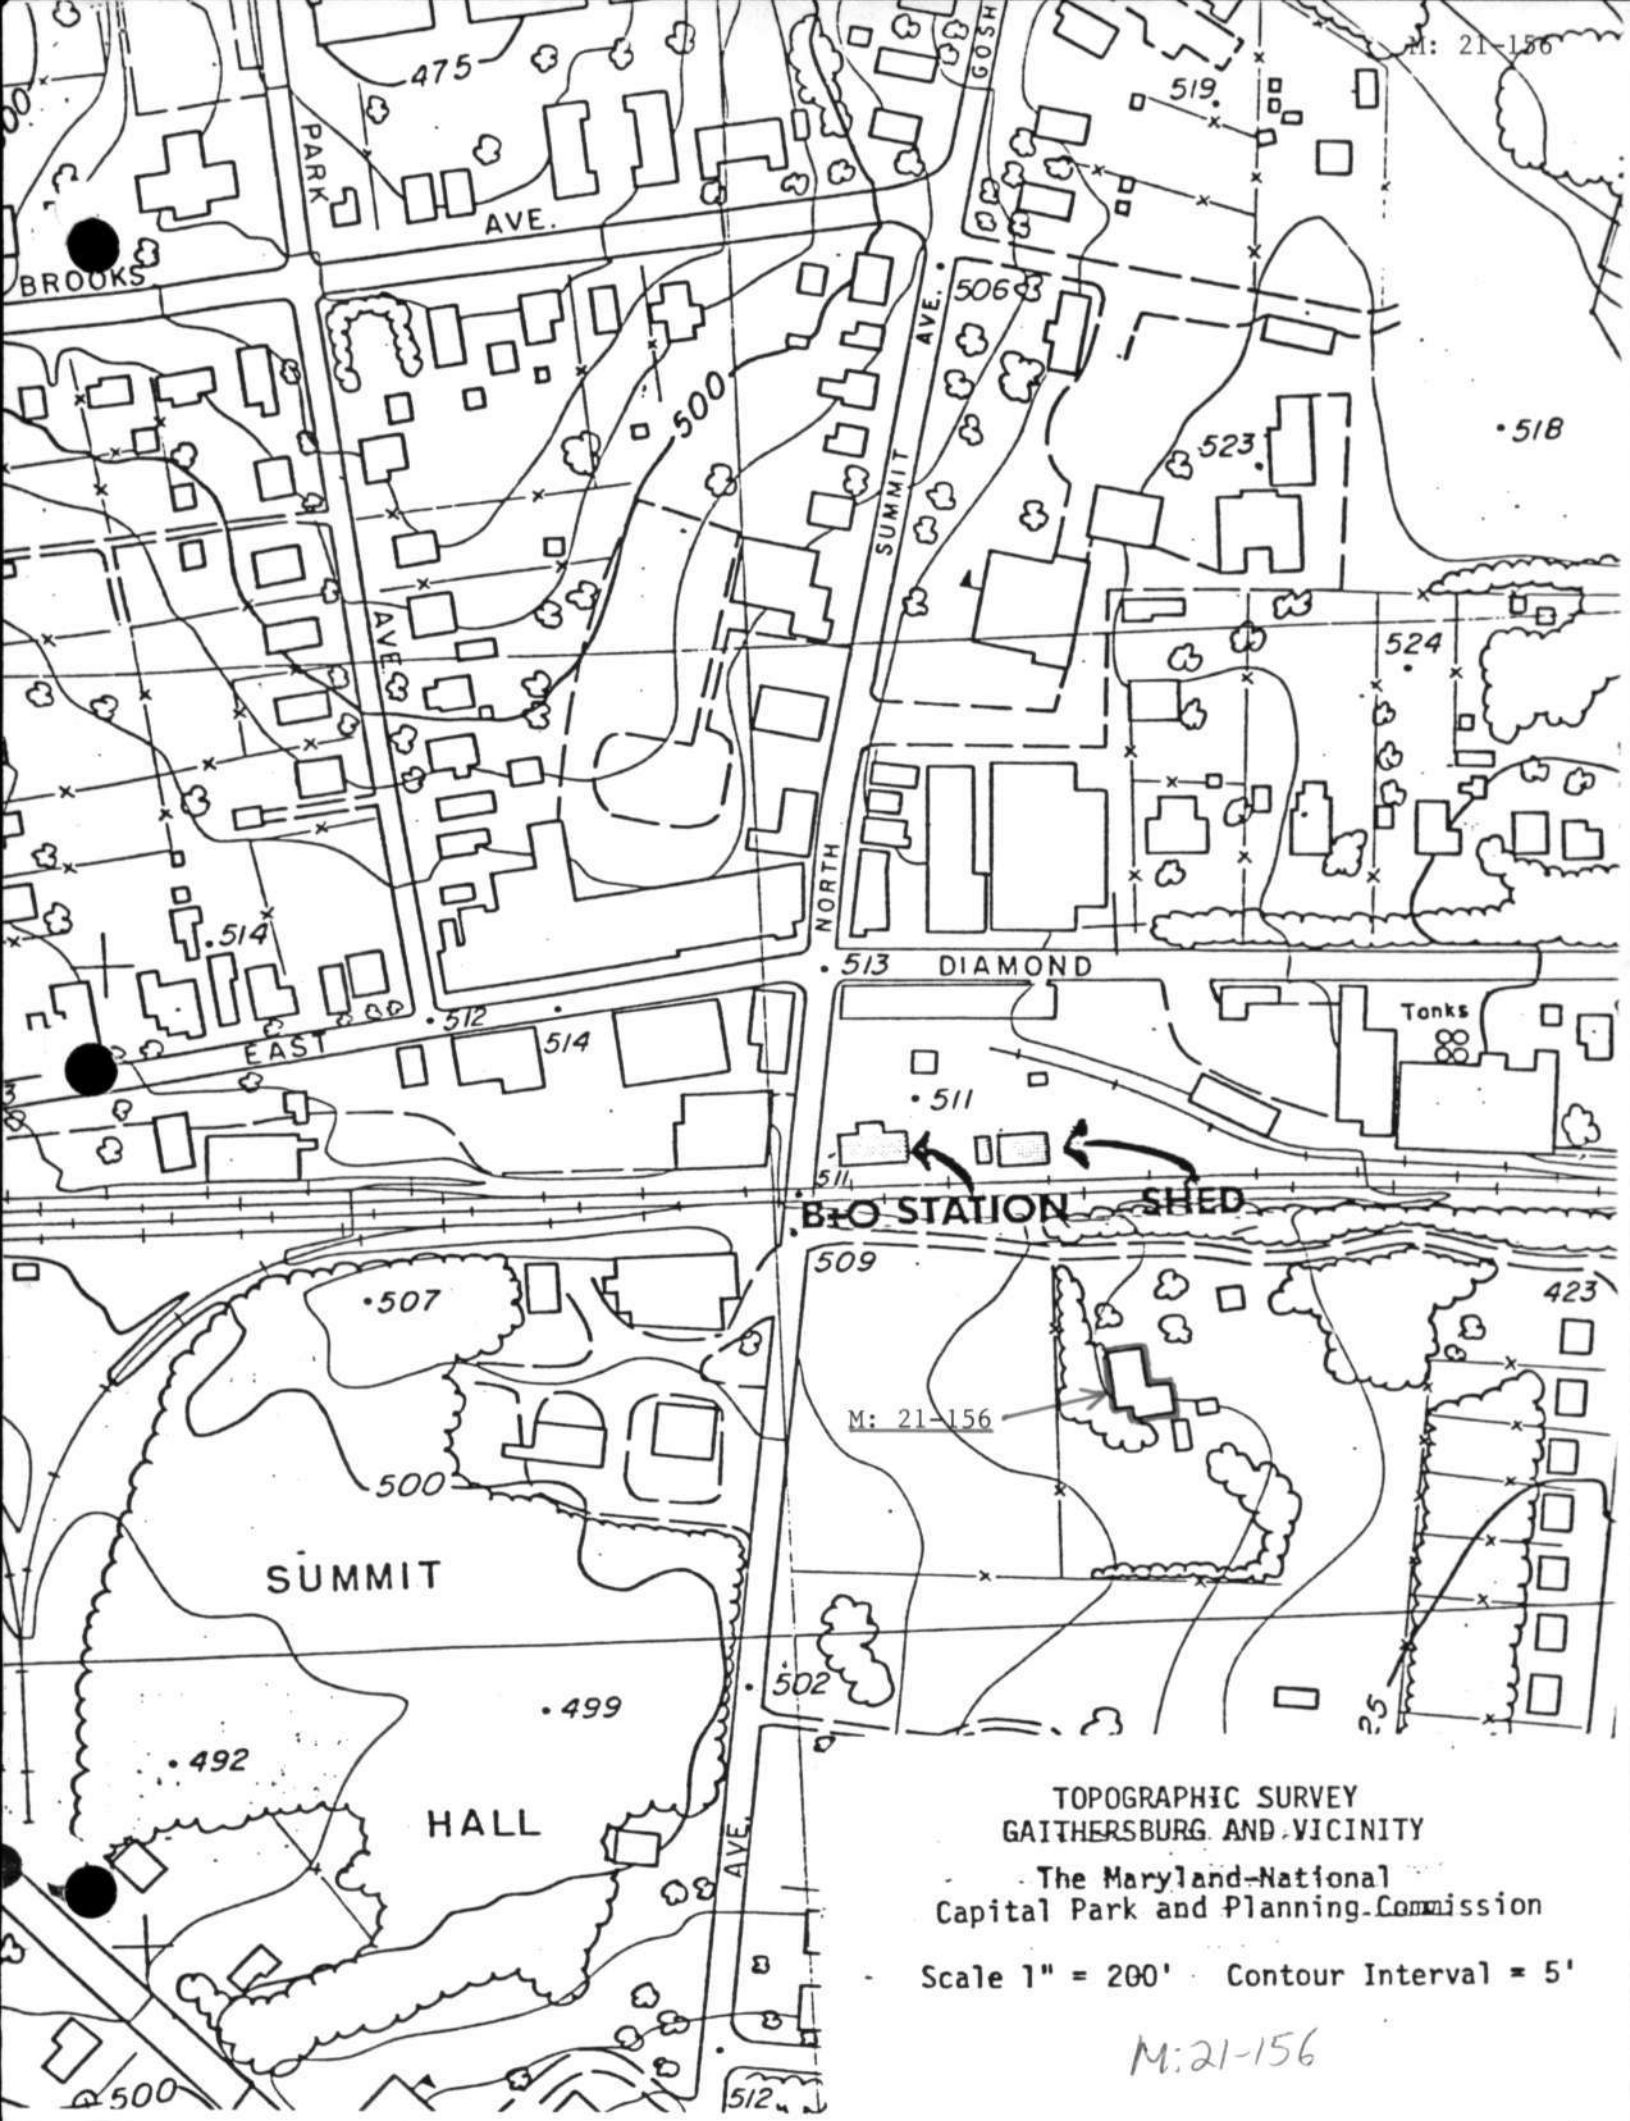 M: 21-156
GOSH
475
519
PARK
AVE.
BROOKS
506
AVE.
500
518
523
SUMMIT
524
AVE
NORTH
514
513 DIAMOND
512
514
EAST
Tanks
511
511
B+O STATION
SHED
509
507
423
M: 21-156
500
SUMMIT
502
499
492
HALL
AVE.
TOPOGRAPHIC SURVEY
GAITHERSBURG AND VICINITY
The Maryland-National
Capital Park and Planning Commission
Scale 1" = 200' Contour Interval = 5'
M:21-156
500
512